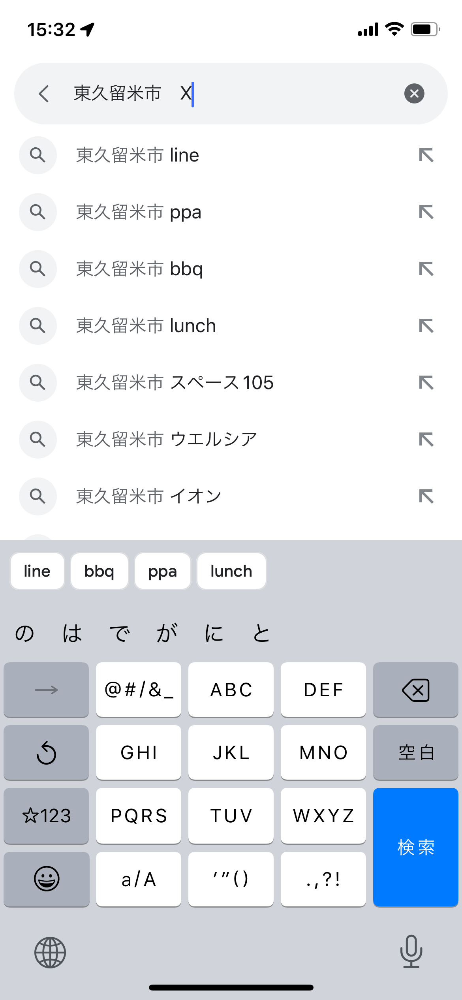 15:32
東久留米市　X
東久留米市 line
東久留米市 ppa
東久留米市 bbq
東久留米市 lunch
東久留米市 スペース105
東久留米市 ウエルシア
東久留米市 イオン
line bbq ppa lunch
の は で が に と
→ @#/&_ ABC DEF
GHI JKL MNO 空白
☆123 PQRS TUV WXYZ
検索
a/A ′″() .,?!